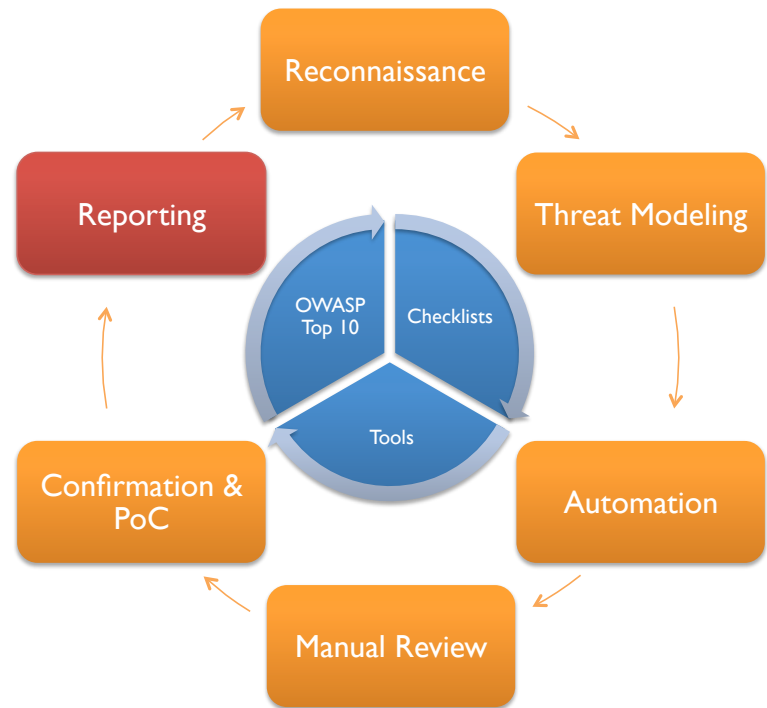 Reconnaissance
Reporting
Threat Modeling
OWASP
Top 10
Checklists
Tools
Confirmation &
PoC
Automation
Manual Review